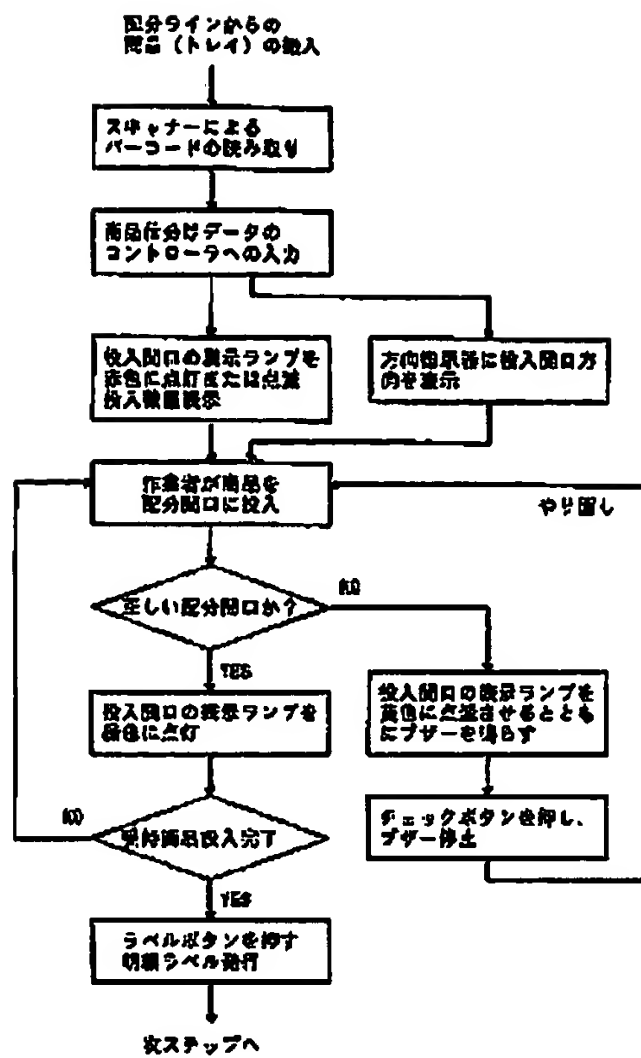 配分ラインからの
商品（トレイ）の搬入
スキャナーによる
バーコードの読み取り
商品仕分けデータの
コントローラへの入力
投入間口の表示ランプを
赤色に点灯または点滅
投入数量表示
方向指示器に投入間口方
向を表示
作業者が商品を
配分間口に投入
やり直し
正しい配分間口か？
NO
YES
投入間口の表示ランプを
緑色に点灯
投入間口の表示ランプを
黄色に点滅させるととも
にブザーを鳴らす
NO
商品投入完了
チェックボタンを押し、
ブザー停止
YES
ラベルボタンを押す
明細ラベル発行
次ステップへ